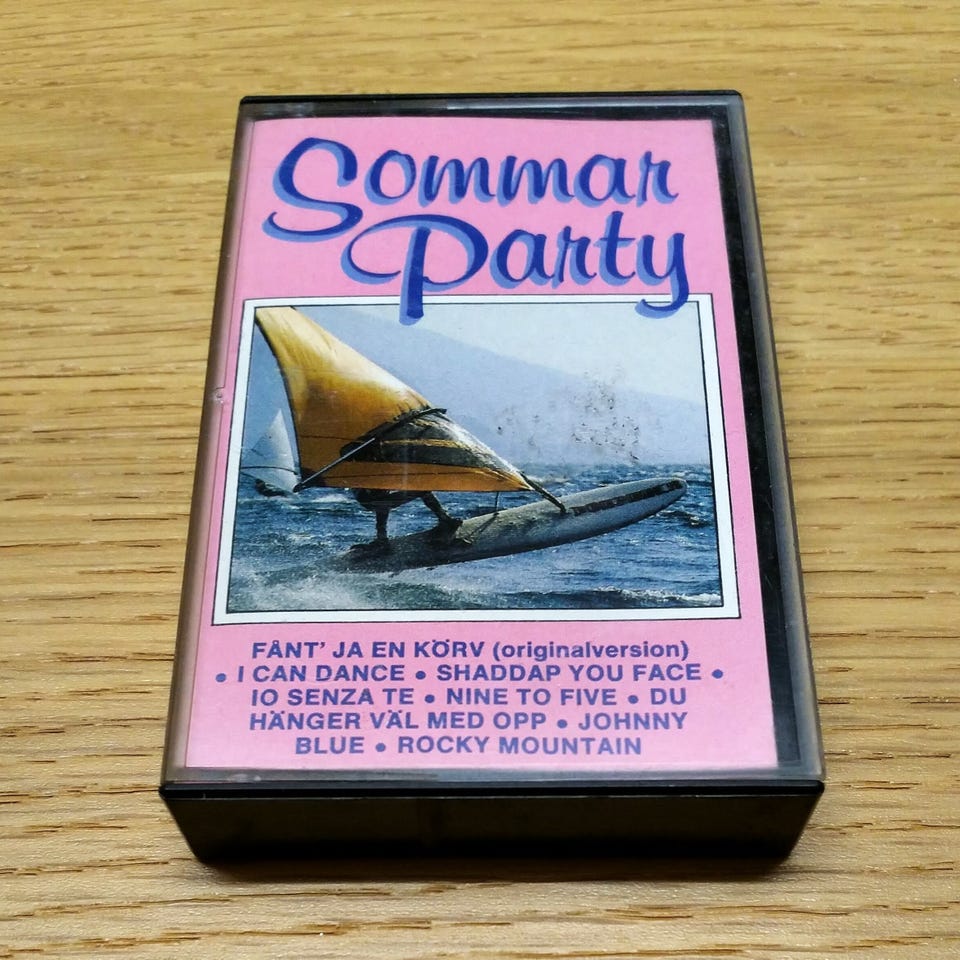 Sommar
Party
FÅNT' JA EN KÖRV (originalversion)
• I CAN DANCE • SHADDAP YOU FACE •
IO SENZA TE • NINE TO FIVE • DU
HÄNGER VÄL MED OPP • JOHNNY
BLUE • ROCKY MOUNTAIN